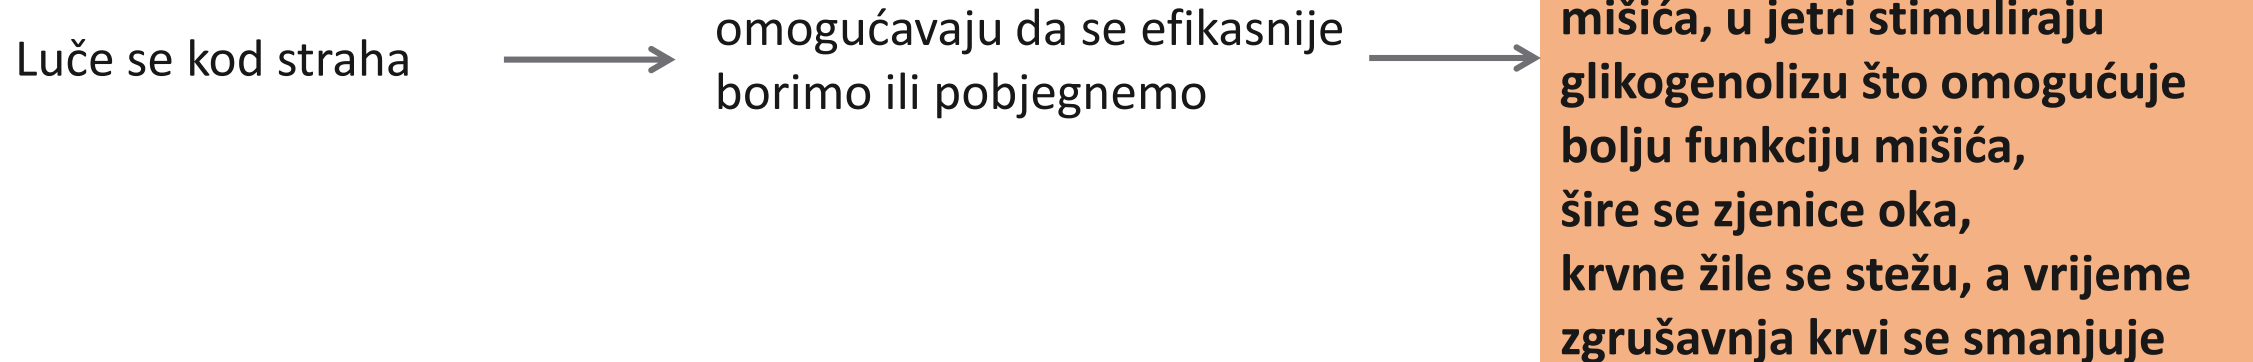 Luče se kod straha
omogućavaju da se efikasnije
borimo ili pobjegnemo
mišića, u jetri stimuliraju
glikogenolizu što omogućuje
bolju funkciju mišića,
šire se zjenice oka,
krvne žile se stežu, a vrijeme
zgrušavnja krvi se smanjuje